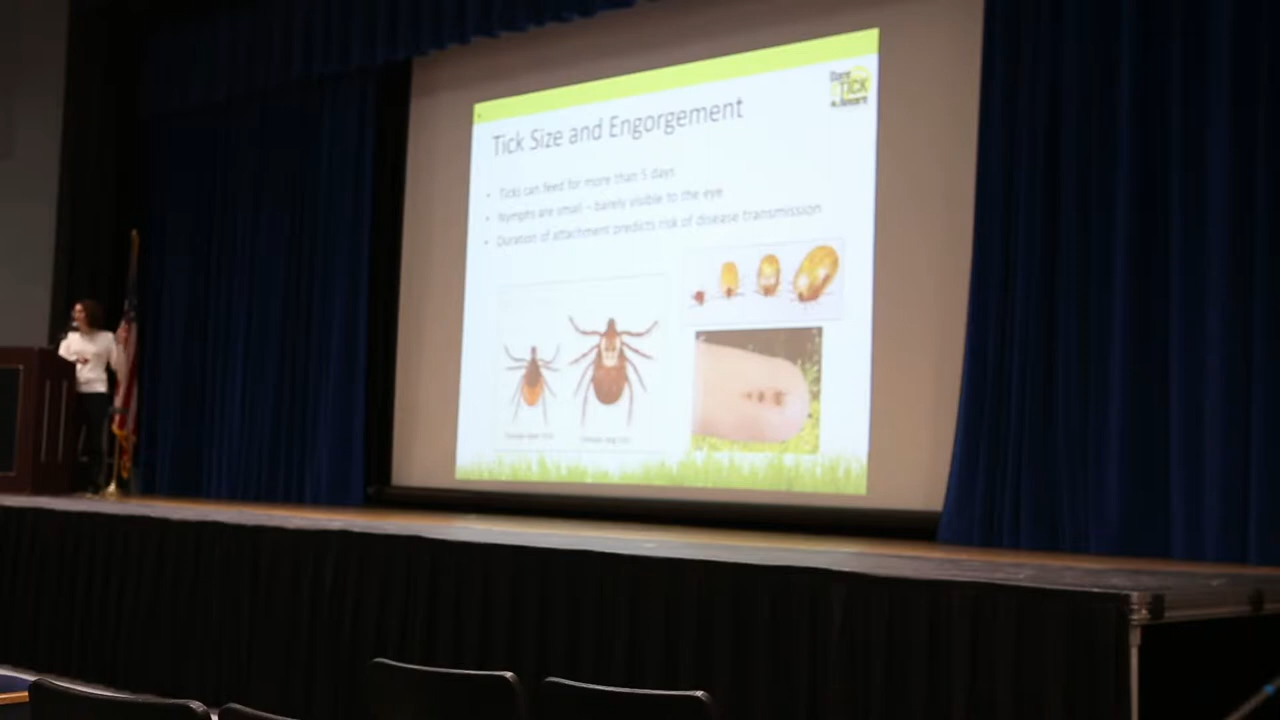 Tick Size and Engorgement
TICK
• Ticks can feed for more than 5 days
• Nymphs are small – barely visible to the eye
• Duration of attachment predicts risk of disease transmission